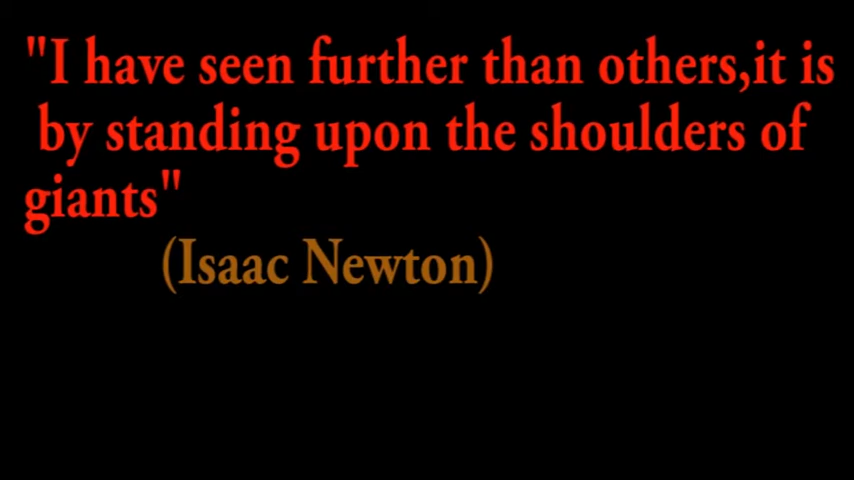 "I have seen further than others,it is
by standing upon the shoulders of
giants"
(Isaac Newton)